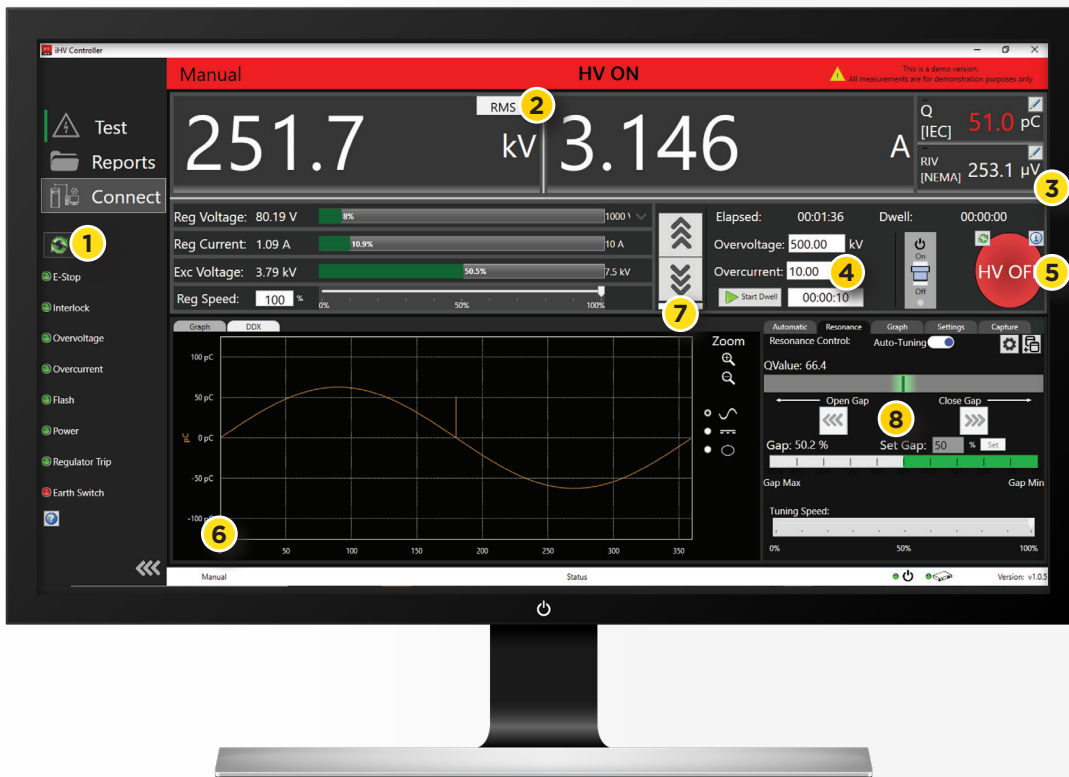 iHV Controller
Manual
HV ON
This is a demo version:
All measurements are for demonstration purposes only
Test
Reports
Connect
251.7 kV
RMS
2
3.146 A
Q
[IEC]
51.0 pC
RIV
[NEMA]
253.1 µV
3
1
E-Stop
Interlock
Overvoltage
Overcurrent
Flash
Power
Regulator Trip
Earth Switch
Reg Voltage: 80.19 V
8%
1000 V
Reg Current: 1.09 A
10.9%
10 A
Exc Voltage: 3.79 kV
50.5%
7.5 kV
Reg Speed: 100 %
0% 50% 100%
7
Elapsed: 00:01:36 Dwell: 00:00:00
Overvoltage: 500.00 kV
Overcurrent: 10.00
4
Start Dwell 00:00:10
On
Off
HV OF
5
Graph DDX
100 pC
50 pC
0 pC
-50 pC
-100 pC
pC
6
50 100 150 200 250 300 350
Zoom
Automatic Resonance Graph Settings Capture
Resonance Control: Auto-Tuning
QValue: 66.4
Open Gap Close Gap
8
Gap: 50.2 % Set Gap: 50 % Set
Gap Max Gap Min
Tuning Speed:
0% 50% 100%
Manual Status Version: v1.0.5